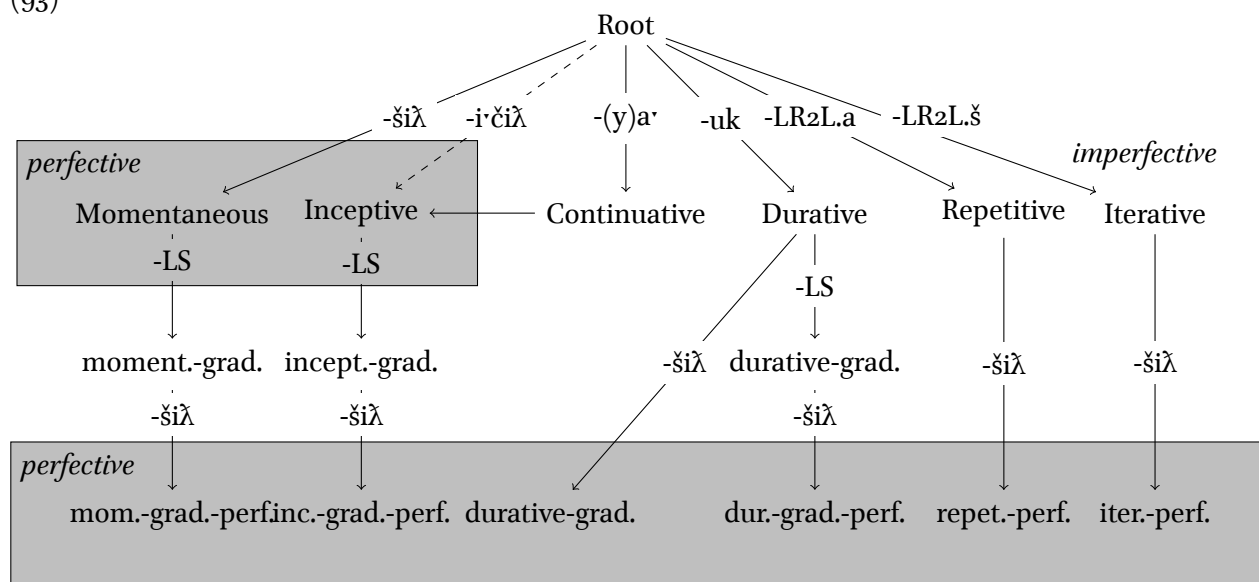 (93)
Root
-šiƛ -iˑčiƛ -(y)aˑ -uk -LR2L.a -LR2L.š
perfective imperfective
Momentaneous Inceptive Continuative Durative Repetitive Iterative
-LS -LS
-LS
moment.-grad. incept.-grad. -šiƛ durative-grad. -šiƛ -šiƛ
-šiƛ -šiƛ -šiƛ
perfective
mom.-grad.-perf.inc.-grad.-perf. durative-grad. dur.-grad.-perf. repet.-perf. iter.-perf.